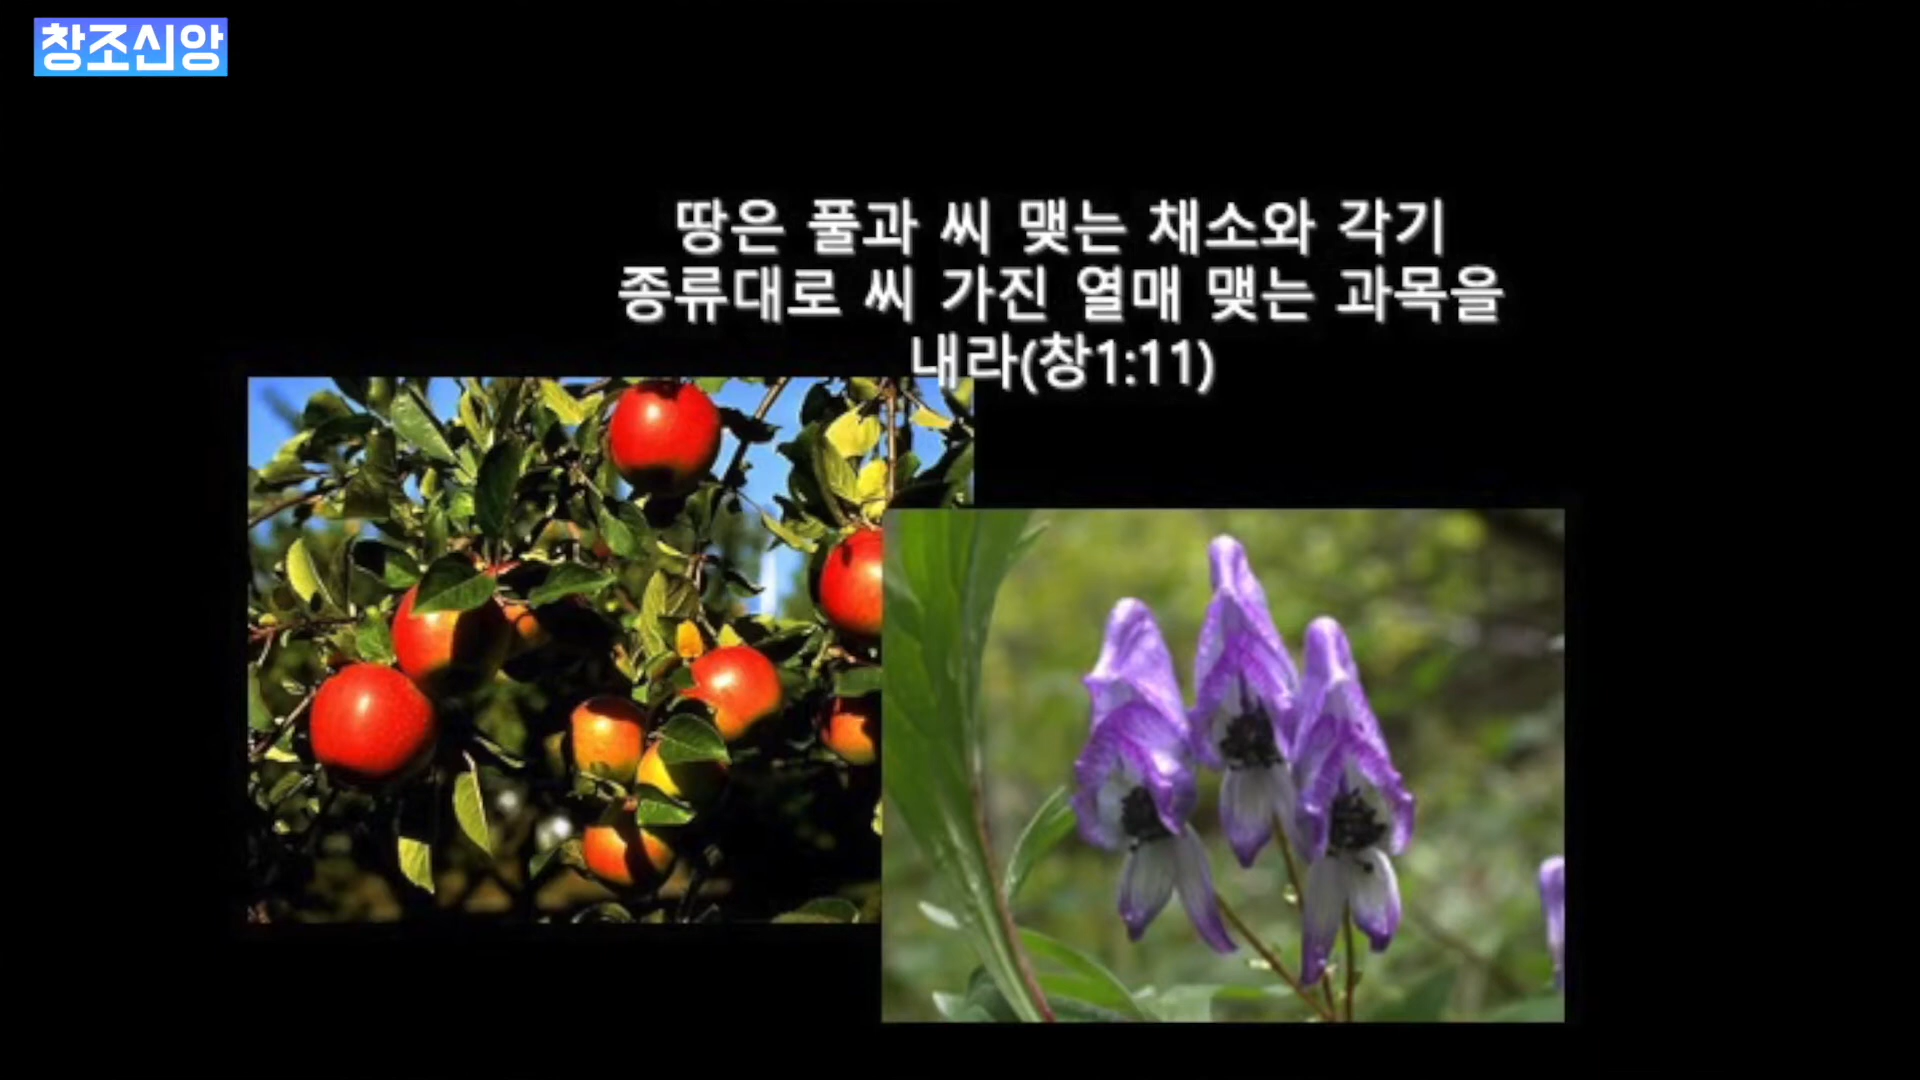 창조신앙
땅은 풀과 씨 맺는 채소와 각기
종류대로 씨 가진 열매 맺는 과목을
내라(창1:11)